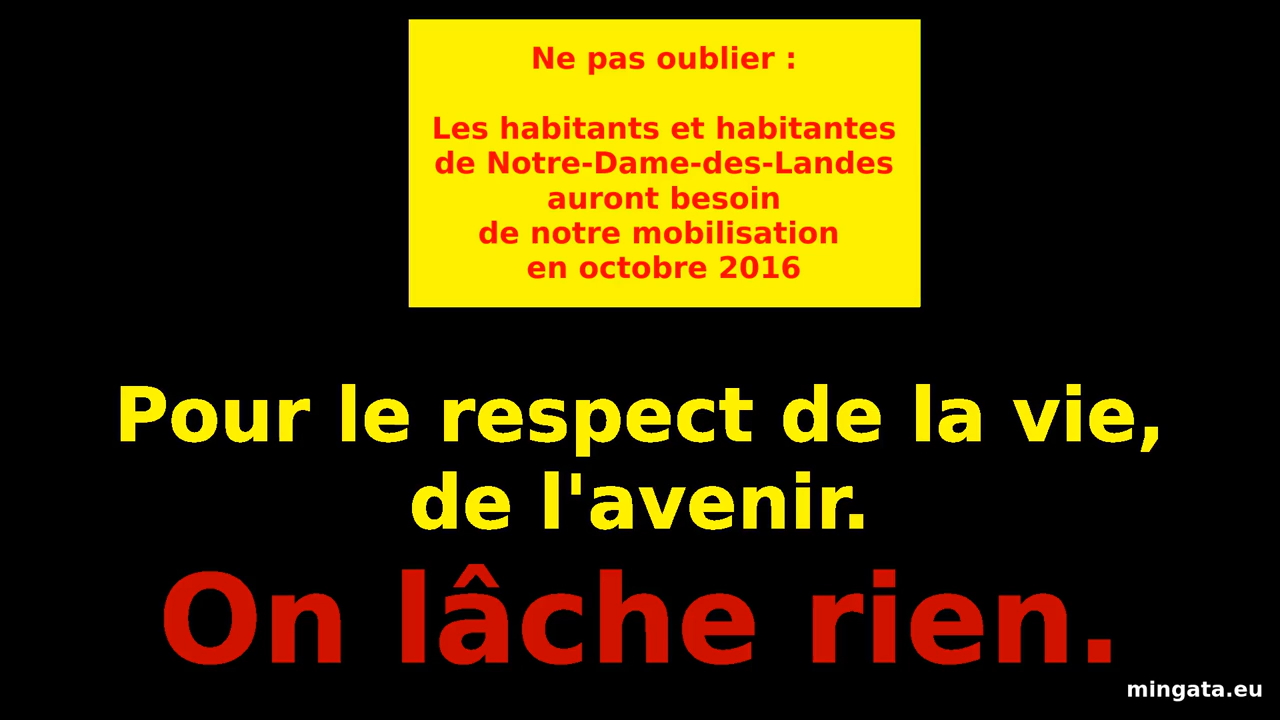 Ne pas oublier :
Les habitants et habitantes
de Notre-Dame-des-Landes
auront besoin
de notre mobilisation
en octobre 2016
Pour le respect de la vie,
de l'avenir.
On lâche rien.
mingata.eu